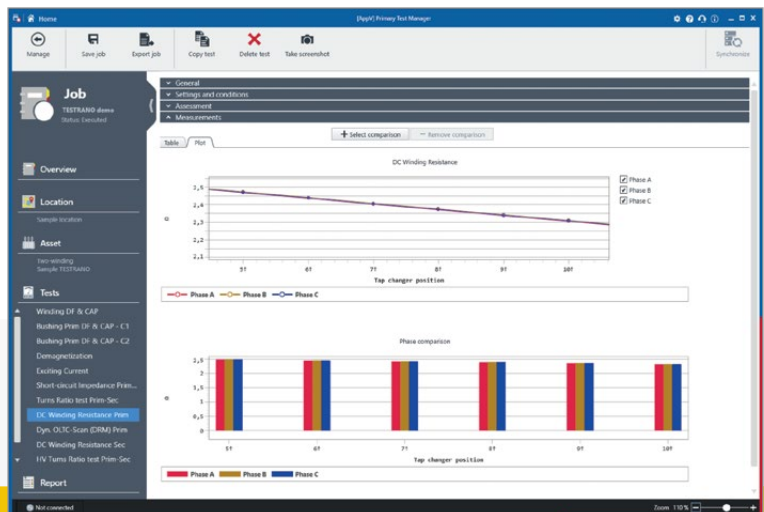 Home
[AppV] Primary Test Manager
Manage
Save job
Export job
Copy test
Delete test
Take screenshot
Synchronize
Job
TESTRANO demo
Status: Executed
Overview
Location
Sample location
Asset
Two-winding
Sample TESTRANO
Tests
Winding DF & CAP
Bushing Prim DF & CAP - C1
Bushing Prim DF & CAP - C2
Demagnetization
Exciting Current
Short-circuit Impedance Prim...
Turns Ratio test Prim-Sec
DC Winding Resistance Prim
Dyn. OLTC-Scan (DRM) Prim
DC Winding Resistance Sec
HV Turns Ratio test Prim-Sec
Report
General
Settings and conditions
Assessment
Measurements
Select comparison
Remove comparison
Table
Plot
DC Winding Resistance
Phase A
Phase B
Phase C
2,5
2,4
2,3
2,2
2,1
Ω
5↑ 6↑ 7↑ 8↑ 9↑ 10↑
Tap changer position
Phase A Phase B Phase C
Phase comparison
2,5
2
1,5
1
0,5
0
Ω
5↑ 6↑ 7↑ 8↑ 9↑ 10↑
Tap changer position
Phase A Phase B Phase C
Not connected
Zoom 110%